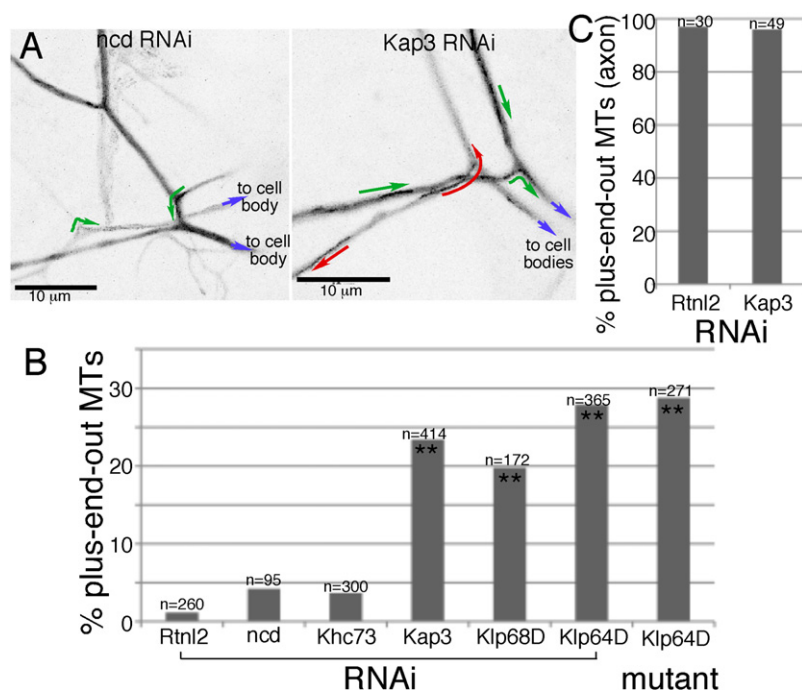 A
ncd RNAi
to cell
body
to cell
body
10 µm
Kap3 RNAi
to cell
bodies
10 µm
C
% plus-end-out MTs (axon)
100
80
60
40
20
0
n=30
n=49
Rtnl2
Kap3
RNAi
B
% plus-end-out MTs
30
20
10
0
n=260
n=95
n=300
n=414
**
n=172
**
n=365
**
n=271
**
Rtnl2
ncd
Khc73
Kap3
Klp68D
Klp64D
Klp64D
RNAi
mutant